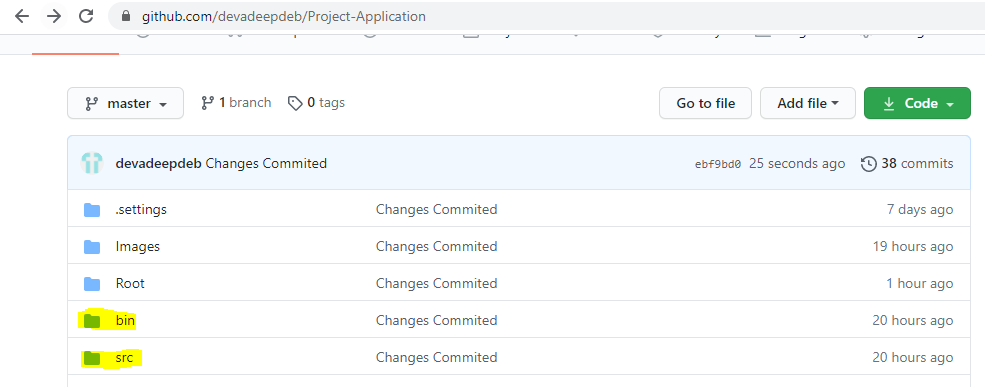 github.com/devadeepdeb/Project-Application
master 1 branch 0 tags Go to file Add file Code
devadeepdeb Changes Commited ebf9bd0 25 seconds ago 38 commits
.settings Changes Commited 7 days ago
Images Changes Commited 19 hours ago
Root Changes Commited 1 hour ago
bin Changes Commited 20 hours ago
src Changes Commited 20 hours ago